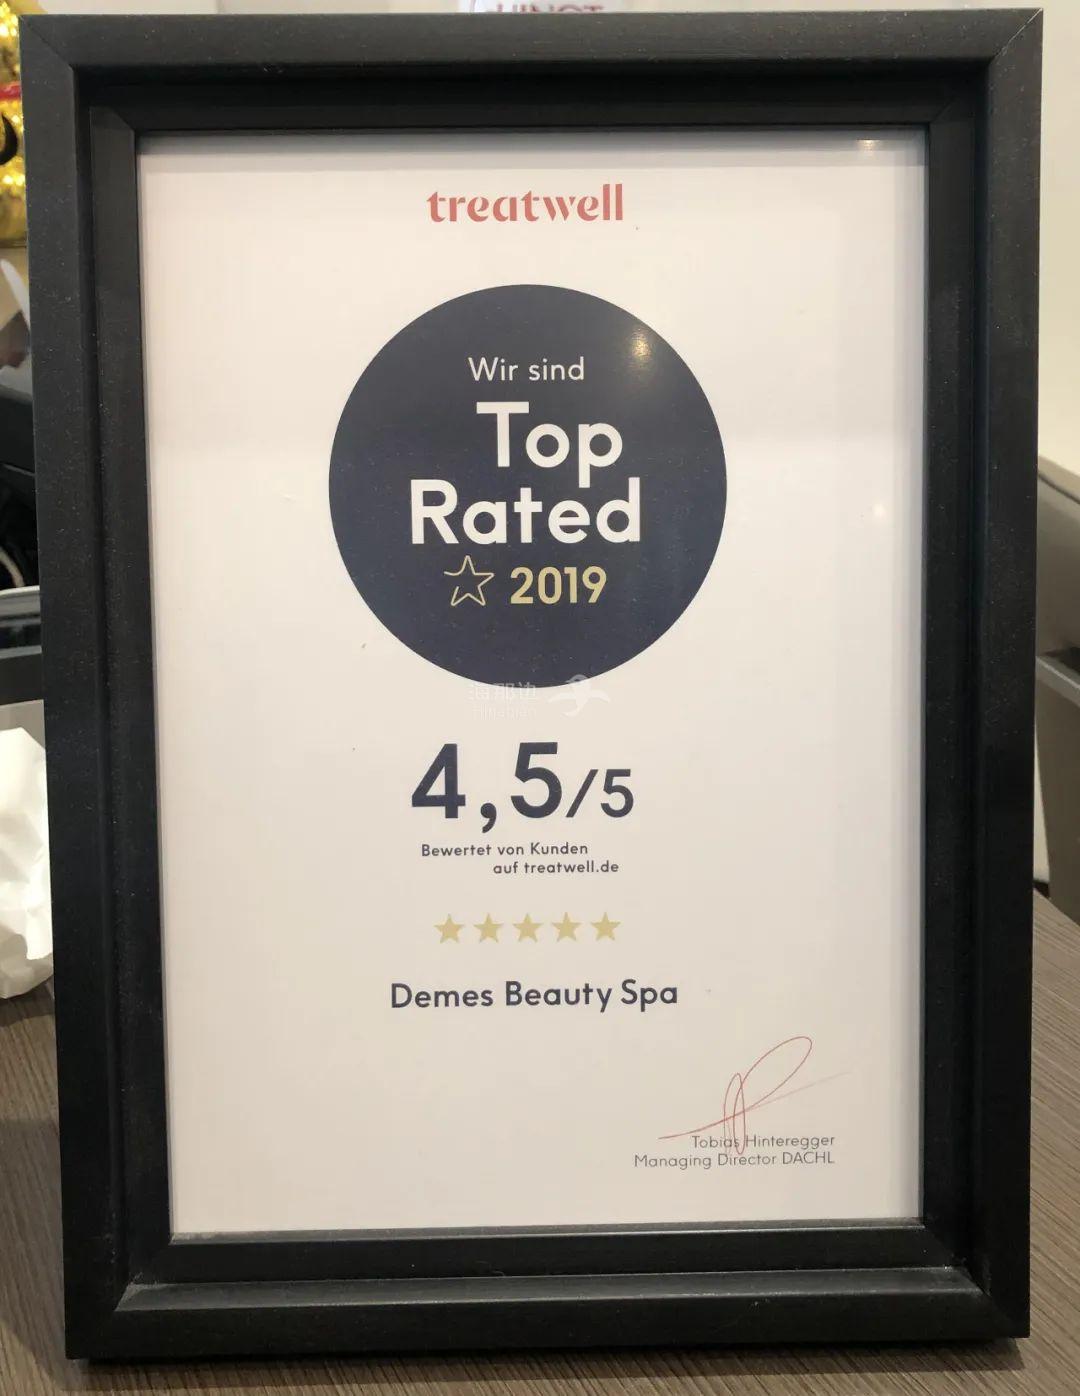 treatwell
Wir sind
Top
Rated
2019
4,5/5
Bewertet von Kunden
auf treatwell.de
Demes Beauty Spa
Tobias Hinteregger
Managing Director DACHL